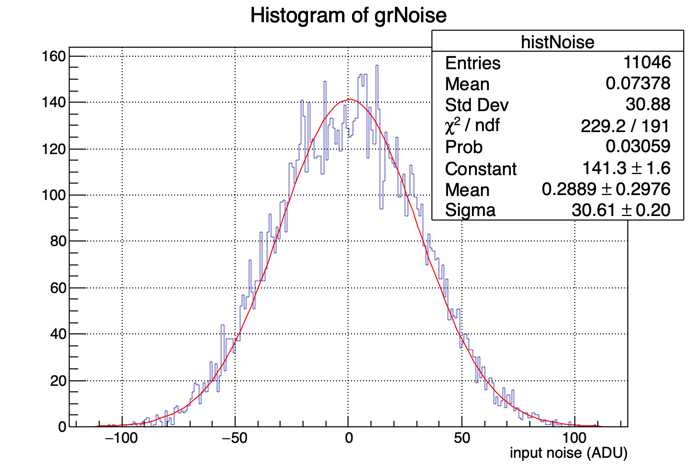 Histogram of grNoise
histNoise
Entries 11046
Mean 0.07378
Std Dev 30.88
χ² / ndf 229.2 / 191
Prob 0.03059
Constant 141.3 ± 1.6
Mean 0.2889 ± 0.2976
Sigma 30.61 ± 0.20
160
140
120
100
80
60
40
20
0
−100 −50 0 50 100
input noise (ADU)